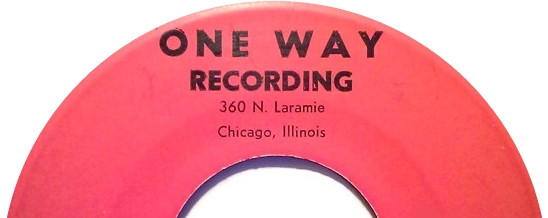 ONE WAY
RECORDING
360 N. Laramie
Chicago, Illinois